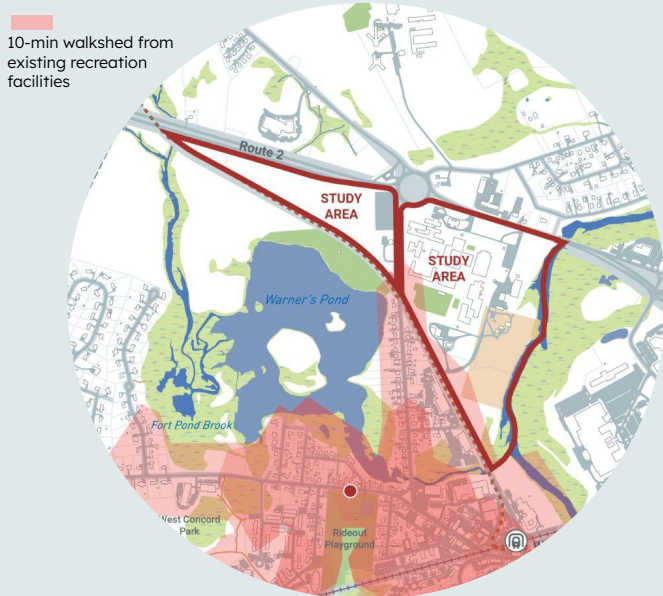 10-min walkshed from
existing recreation
facilities
Route 2
STUDY
AREA
STUDY
AREA
Warner's Pond
Fort Pond Brook
West Concord
Park
Rideout
Playground